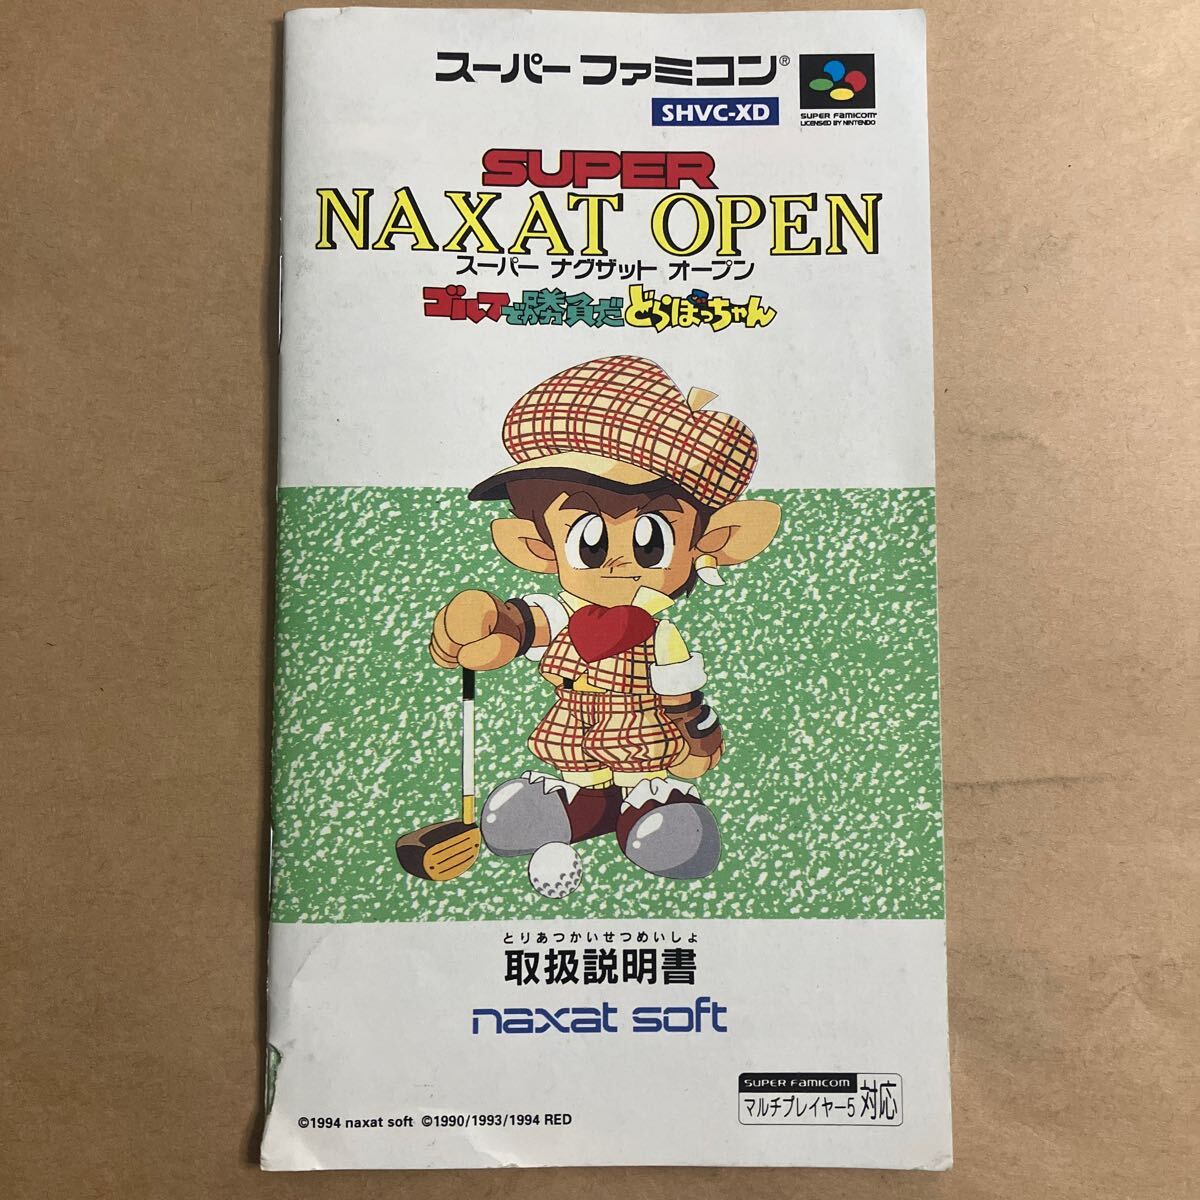 スーパーファミコン®
SHVC-XD
SUPER FAMICOM
LICENSED BY NINTENDO
SUPER
NAXAT OPEN
スーパー ナグザット オープン
ゴルフで勝負だどらぼっちゃん
とりあつかいせつめいしょ
取扱説明書
naxat soft
SUPER FAMICOM
マルチプレイヤー5 対応
©1994 naxat soft ©1990/1993/1994 RED